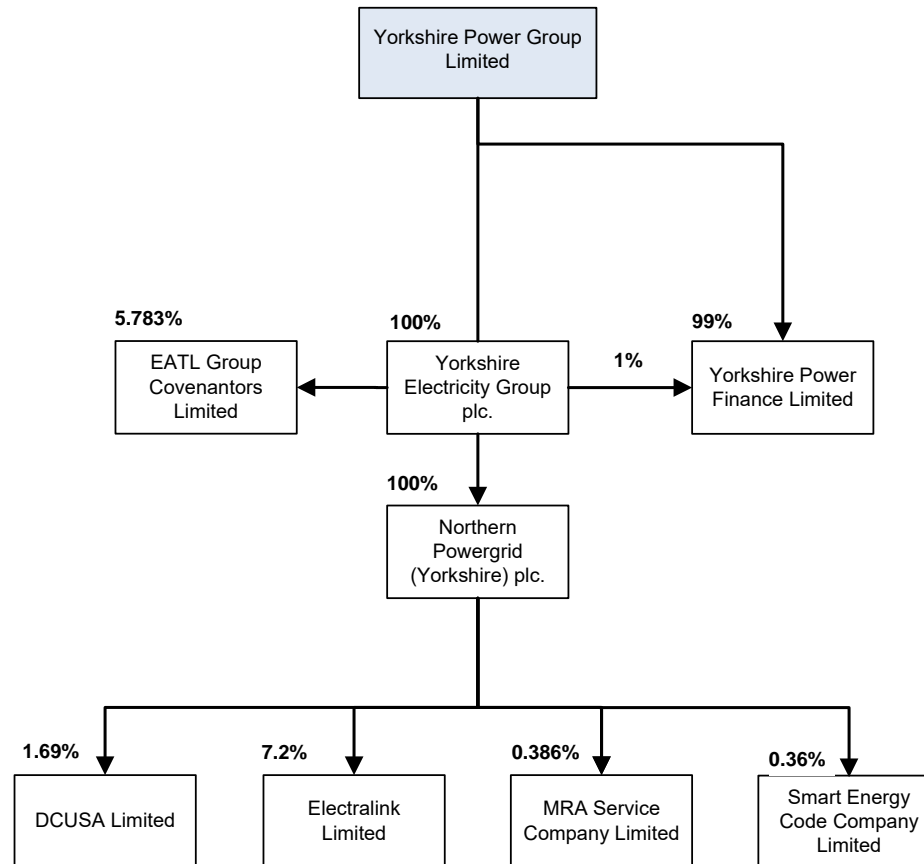 Yorkshire Power Group
Limited
5.783%
100%
99%
EATL Group
Covenantors
Limited
Yorkshire
Electricity Group
plc.
1%
Yorkshire Power
Finance Limited
100%
Northern
Powergrid
(Yorkshire) plc.
1.69%
7.2%
0.386%
0.36%
DCUSA Limited
Electralink
Limited
MRA Service
Company Limited
Smart Energy
Code Company
Limited